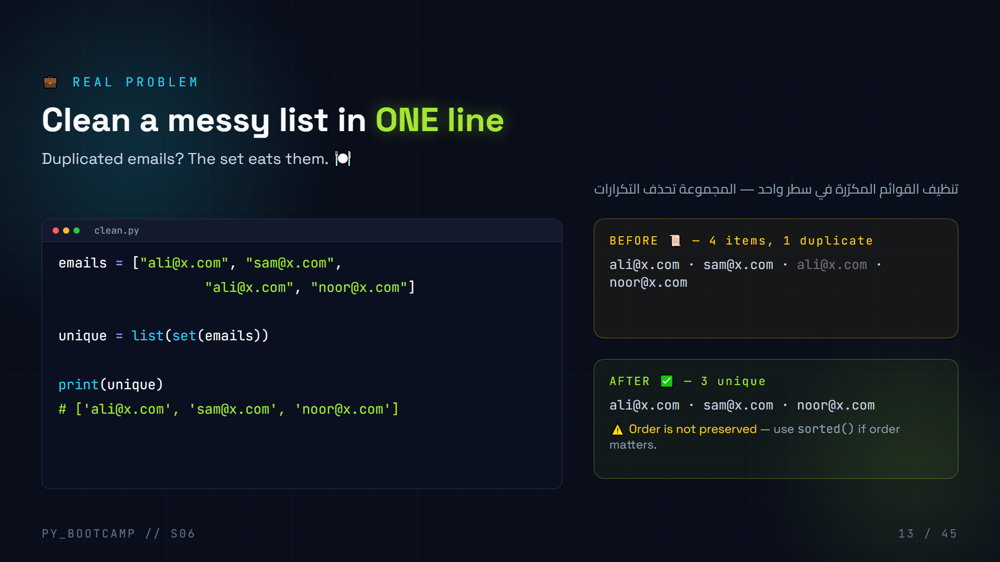 💼 REAL PROBLEM
Clean a messy list in ONE line
Duplicated emails? The set eats them. 🍽️
تنظيف القوائم المكرّرة في سطر واحد — المجموعة تحذف التكرارات
clean.py
emails = ["ali@x.com", "sam@x.com",
"ali@x.com", "noor@x.com"]
unique = list(set(emails))
print(unique)
# ['ali@x.com', 'sam@x.com', 'noor@x.com']
BEFORE 📜 — 4 items, 1 duplicate
ali@x.com · sam@x.com · ali@x.com ·
noor@x.com
AFTER ✅ — 3 unique
ali@x.com · sam@x.com · noor@x.com
⚠️ Order is not preserved — use sorted() if order
matters.
PY_BOOTCAMP // S06
13 / 45